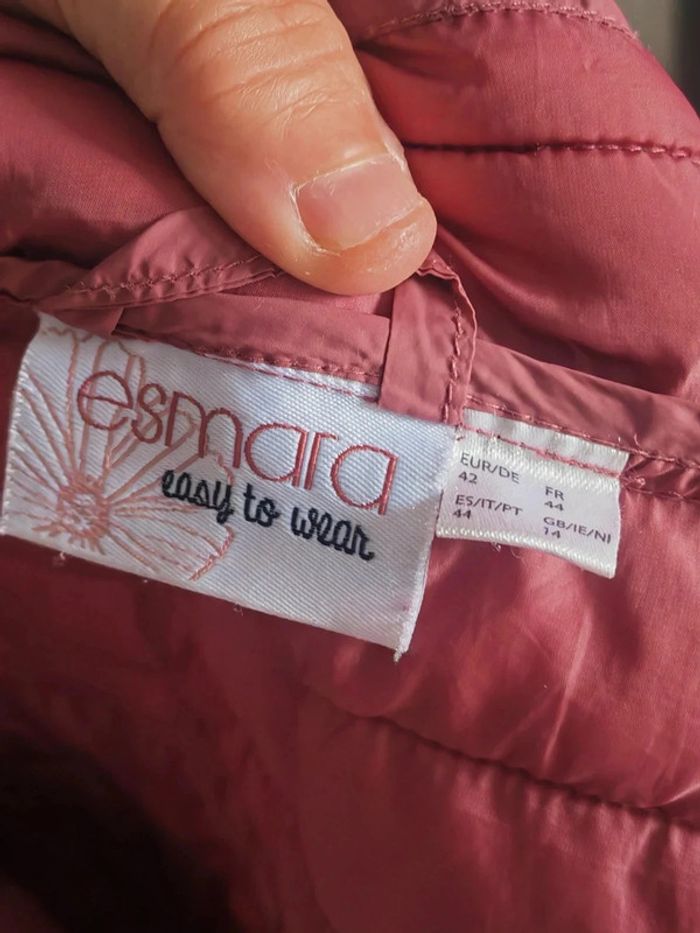 esmara
easy to wear
EUR/DE
42
FR
44
ES/IT/PT
44
GB/IE/NI
14